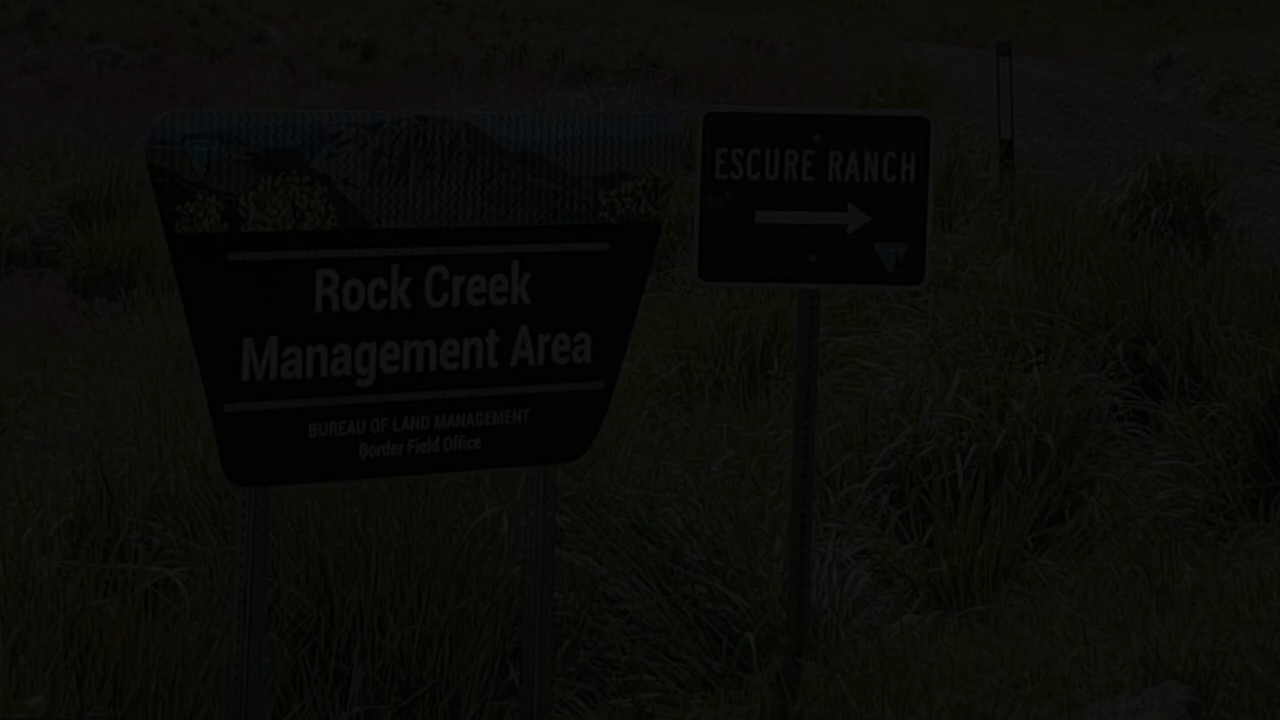 Rock Creek
Management Area
BUREAU OF LAND MANAGEMENT
Border Field Office
ESCURE RANCH